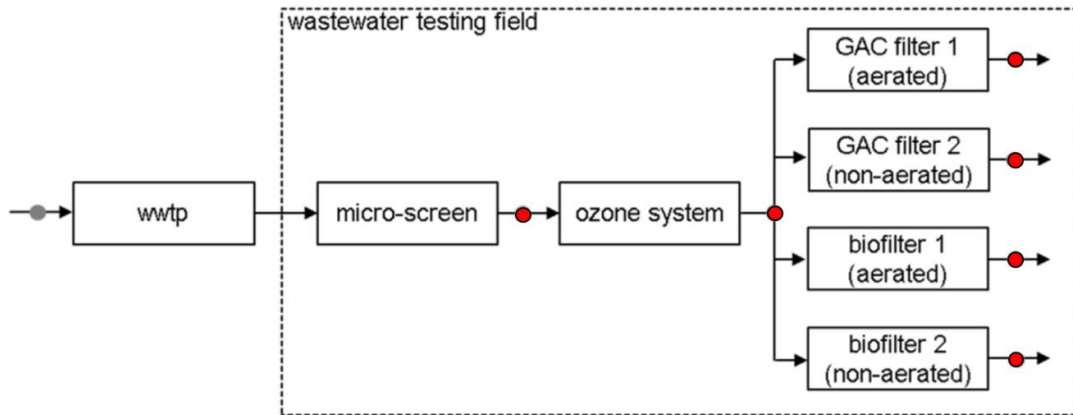 wastewater testing field
GAC filter 1
(aerated)
GAC filter 2
(non-aerated)
wwtp
micro-screen
ozone system
biofilter 1
(aerated)
biofilter 2
(non-aerated)